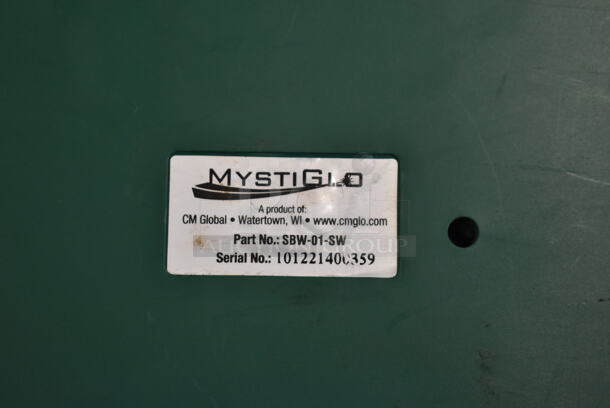 MYSTIGLO
A product of:
CM Global • Watertown, WI • www.cmglo.com
Part No.: SBW-01-SW
Serial No.: 101221400359